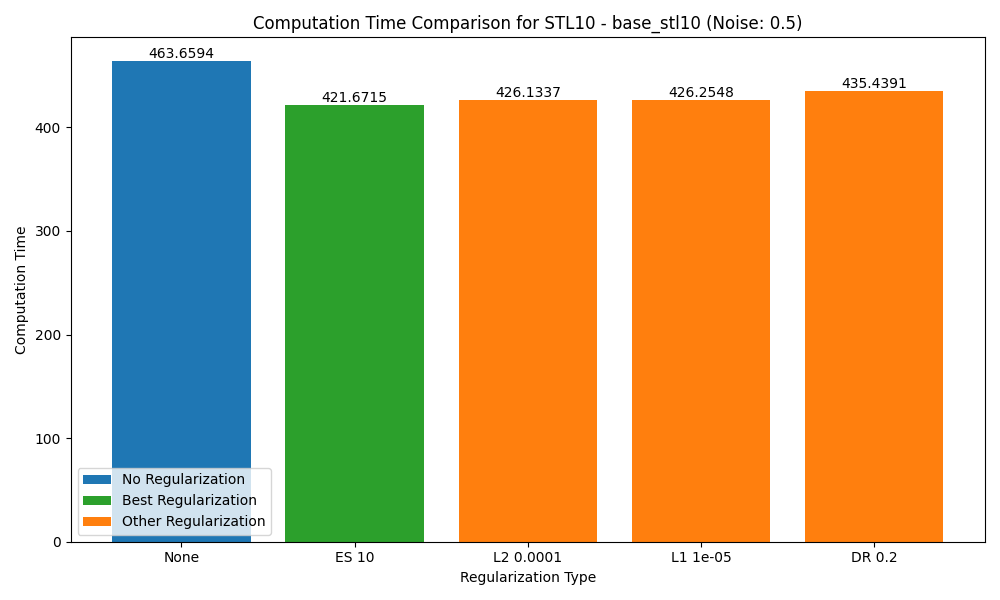 Computation Time Comparison for STL10 - base_stl10 (Noise: 0.5)
463.6594
421.6715
426.1337
426.2548
435.4391
Computation Time
400
300
200
100
0
No Regularization
Best Regularization
Other Regularization
None
ES 10
L2 0.0001
L1 1e-05
DR 0.2
Regularization Type